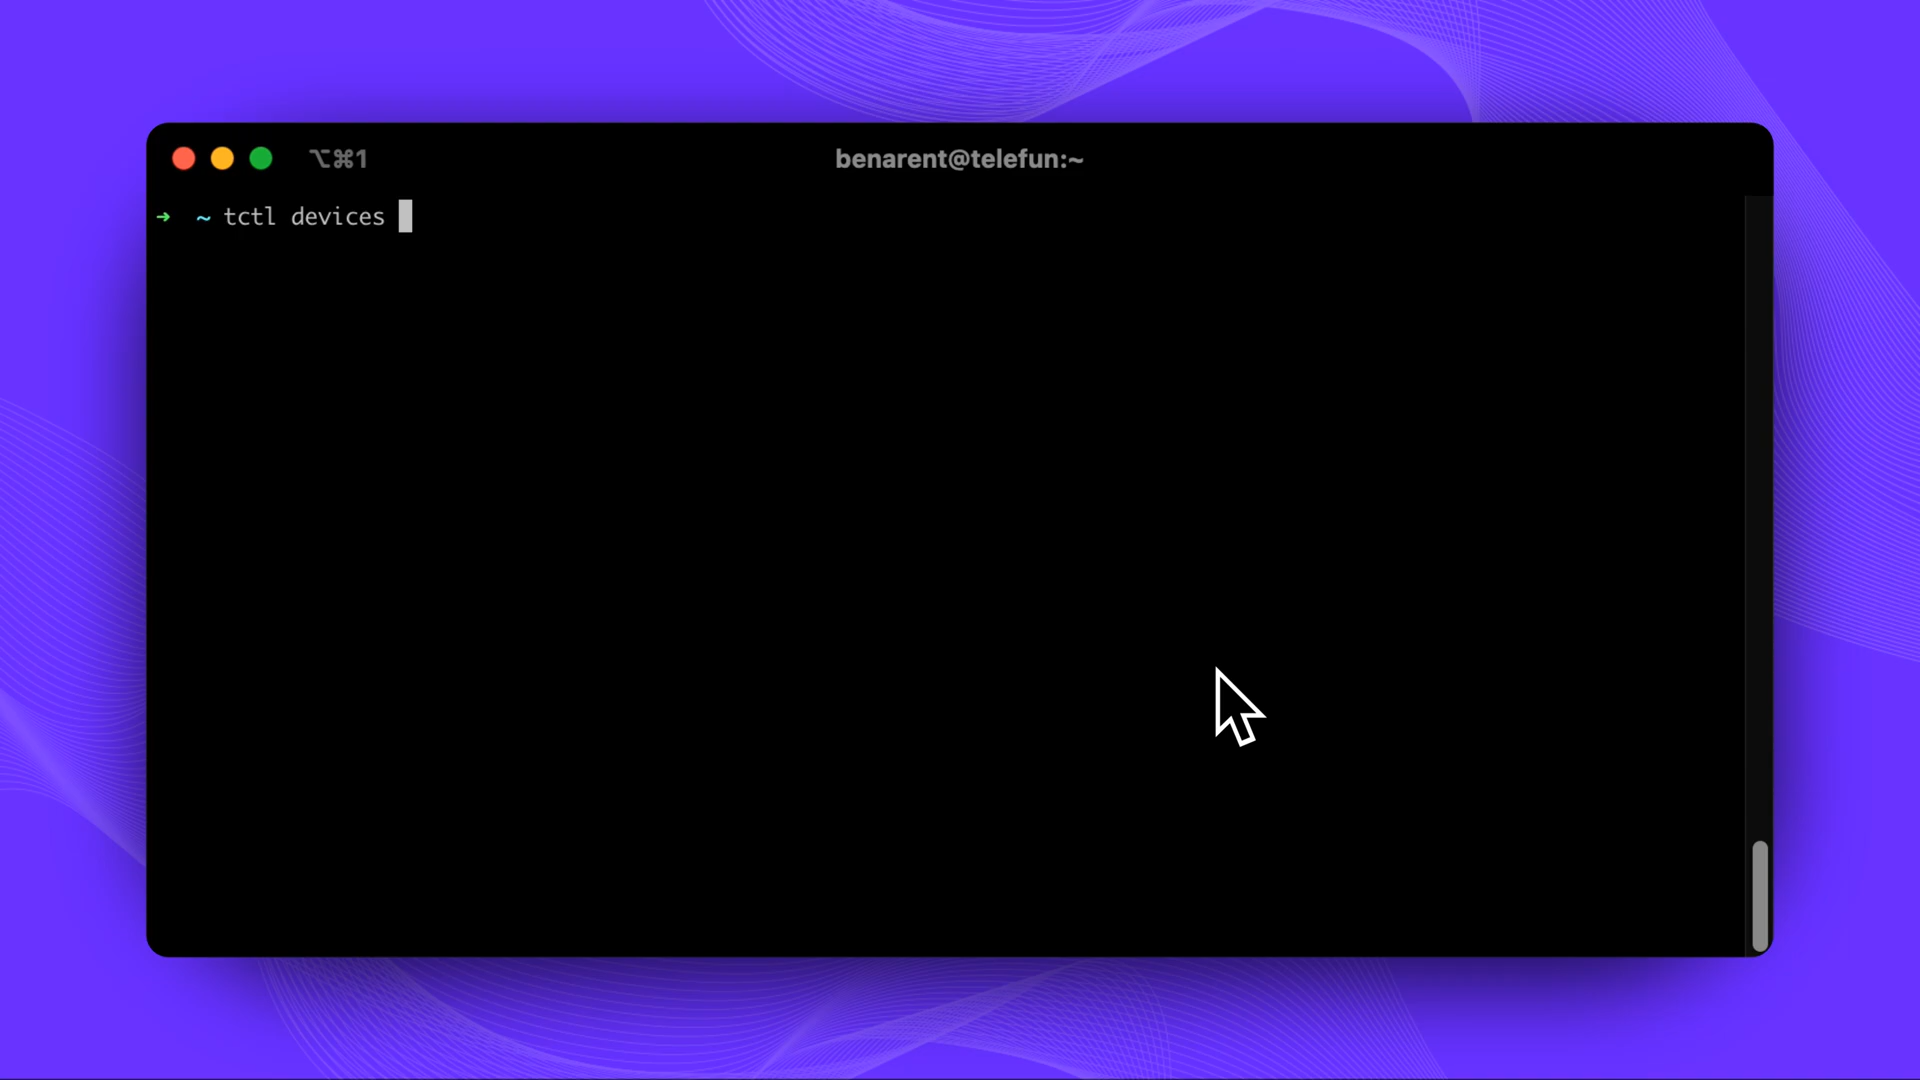 ⌥⌘1
benarent@telefun:~
➜ ~ tctl devices